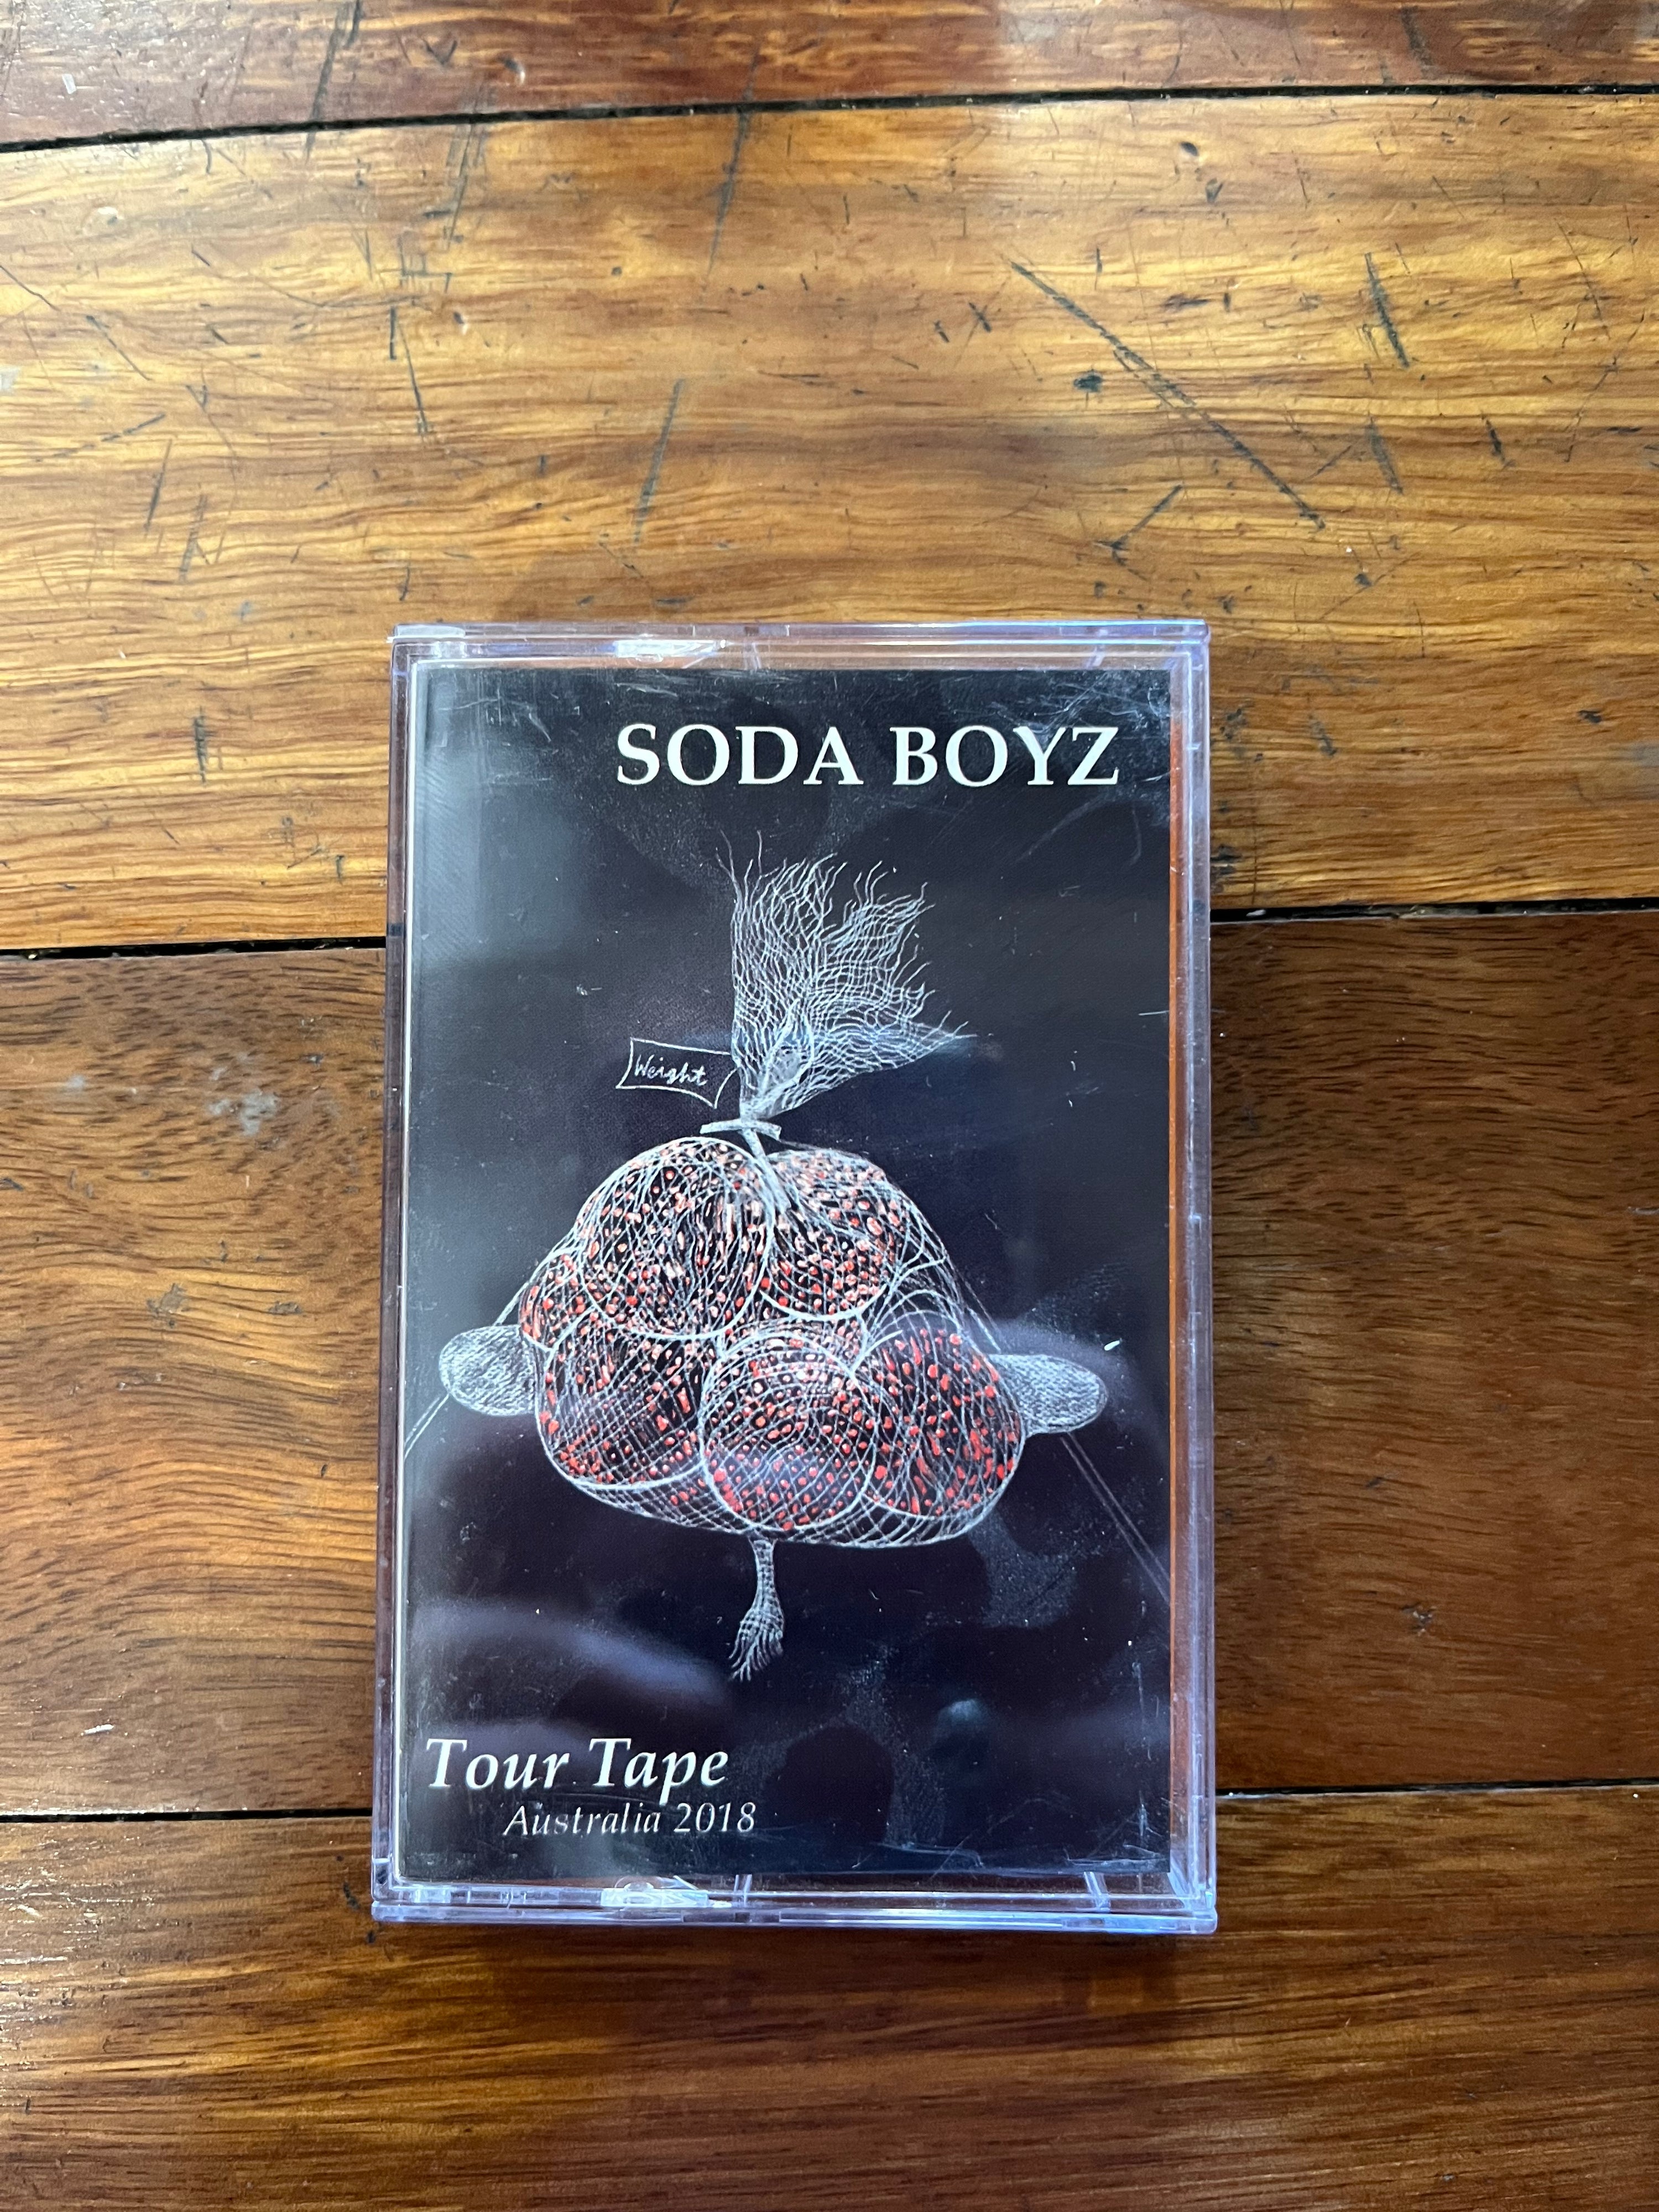 SODA BOYZ
Weight
Tour Tape
Australia 2018